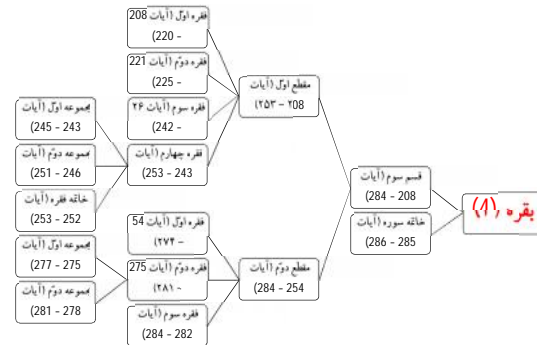 بقره (1)
قسم سوم (آیات
(284 - 208
خاتمه سوره (آیات
(286 - 285
مقطع اوّل (آیات
208 - ۲۵۳)
مقطع دوّم (آیات
(284 - 254
فقره اوّل (آیات 208
(220 -
فقره دوّم (آیات 221
(225 -
فقره سوم (آیات ۲۶
(242 -
فقره چهارم (آیات
(253 - 243
فقره اوّل (آیات 54
- ۲۷۴)
فقره دوّم (آیات 275
- ۲۸۱)
فقره سوم (آیات
(284 - 282
مجموعه اوّل (آیات
(245 - 243
مجموعه دوّم (آیات
(251 - 246
خاتمه فقره (آیات
(253 - 252
مجموعه اوّل (آیات
(277 - 275
مجموعه دوّم (آیات
(281 - 278